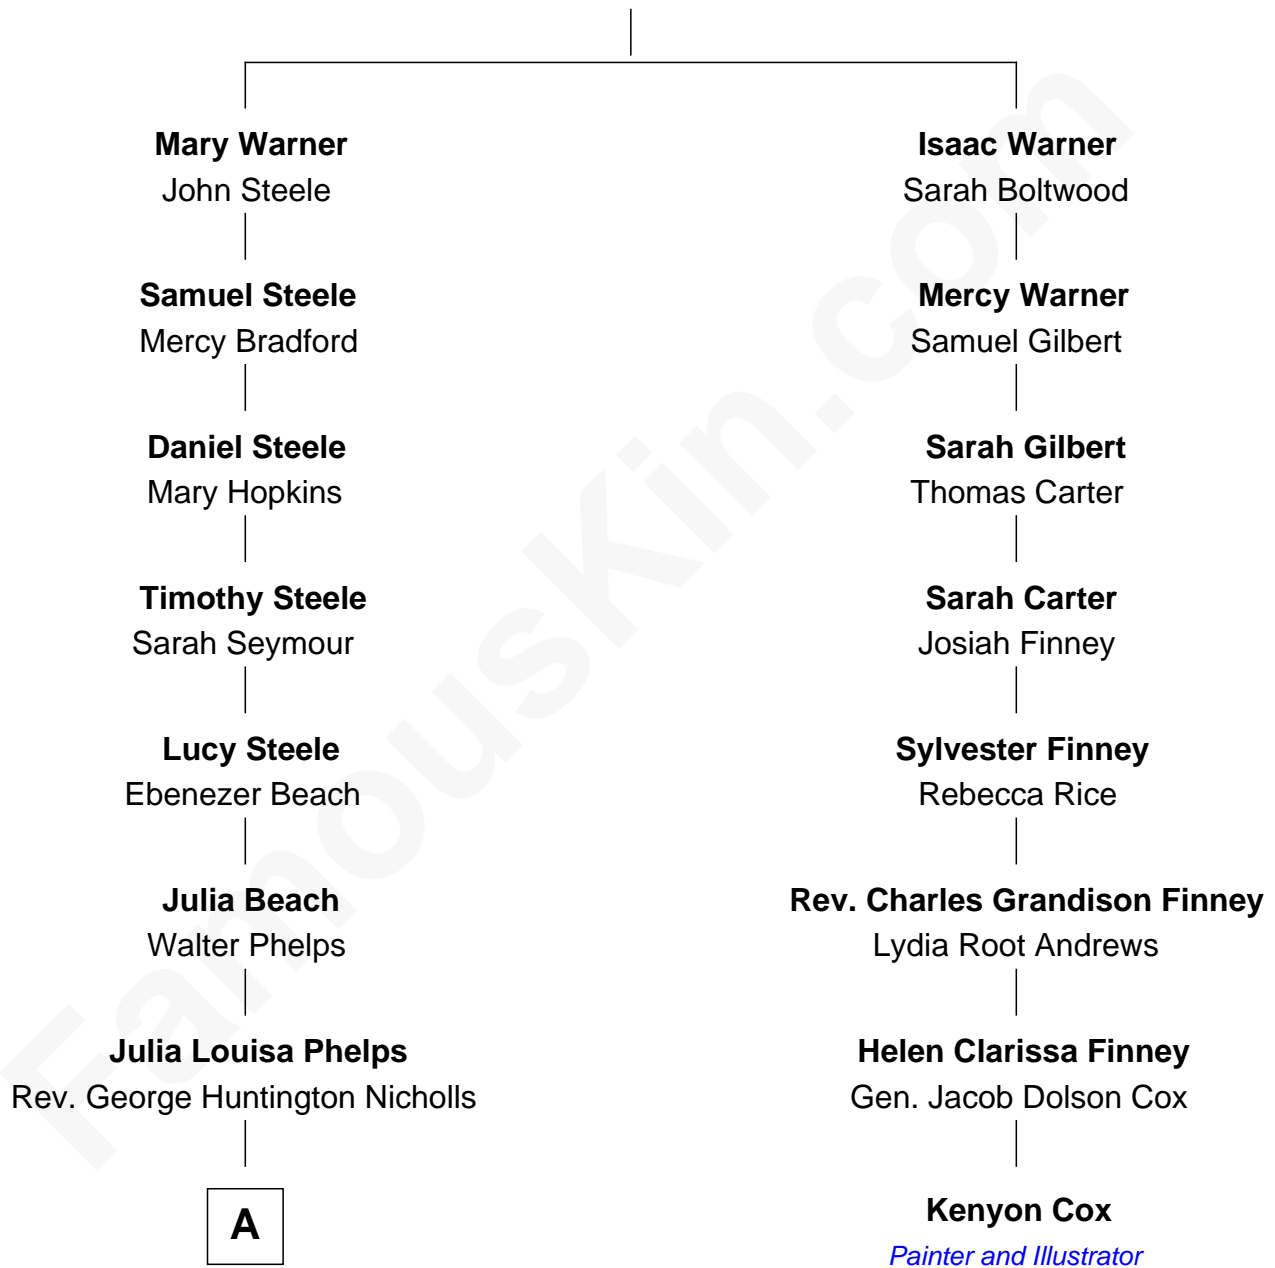 Mary Warner
John Steele
Samuel Steele
Mercy Bradford
Daniel Steele
Mary Hopkins
Timothy Steele
Sarah Seymour
Lucy Steele
Ebenezer Beach
Julia Beach
Walter Phelps
Julia Louisa Phelps
Rev. George Huntington Nicholls
A
Isaac Warner
Sarah Boltwood
Mercy Warner
Samuel Gilbert
Sarah Gilbert
Thomas Carter
Sarah Carter
Josiah Finney
Sylvester Finney
Rebecca Rice
Rev. Charles Grandison Finney
Lydia Root Andrews
Helen Clarissa Finney
Gen. Jacob Dolson Cox
Kenyon Cox
Painter and Illustrator
FamousKin.com